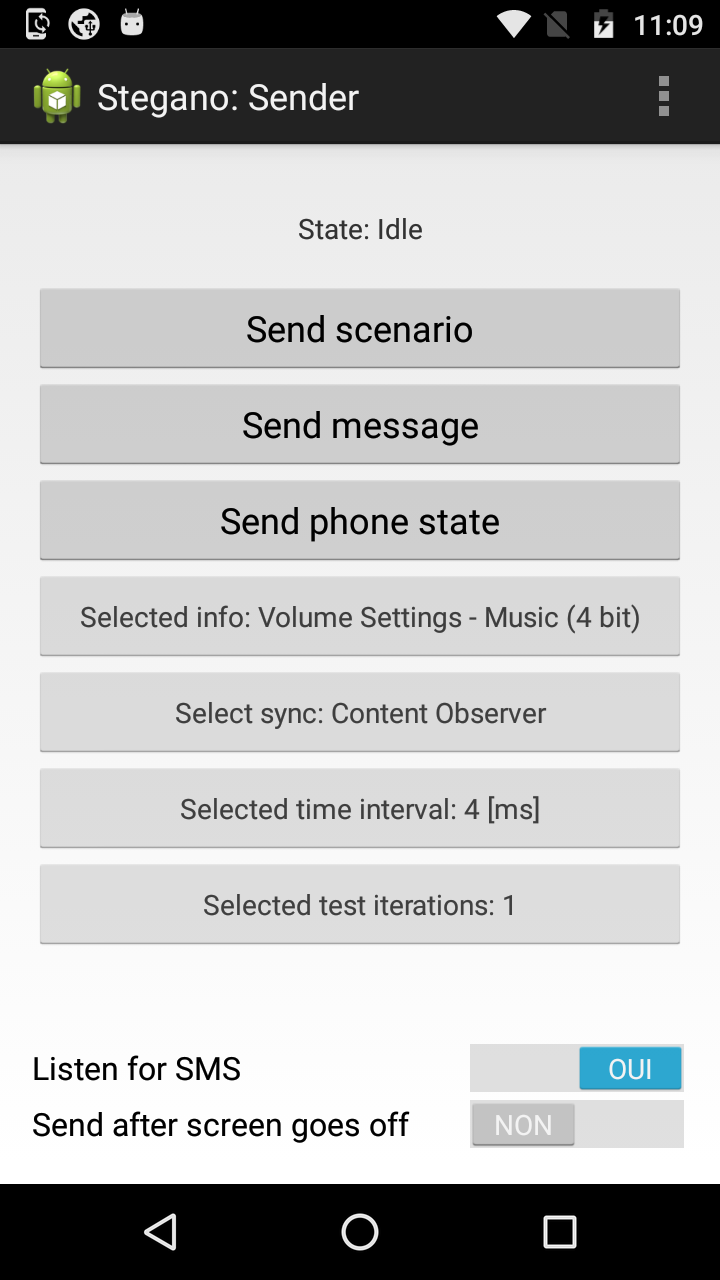 11:09
Stegano: Sender
State: Idle
Send scenario
Send message
Send phone state
Selected info: Volume Settings - Music (4 bit)
Select sync: Content Observer
Selected time interval: 4 [ms]
Selected test iterations: 1
Listen for SMS OUI
Send after screen goes off NON